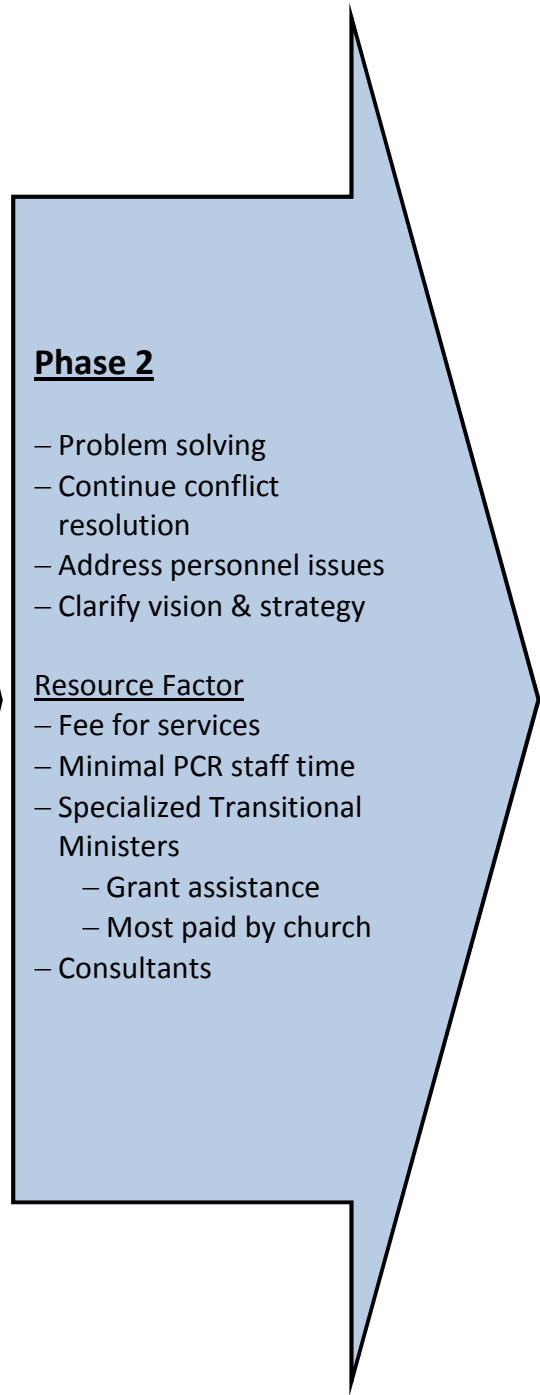 Phase 2
– Problem solving
– Continue conflict
resolution
– Address personnel issues
– Clarify vision & strategy
Resource Factor
– Fee for services
– Minimal PCR staff time
– Specialized Transitional
Ministers
– Grant assistance
– Most paid by church
– Consultants